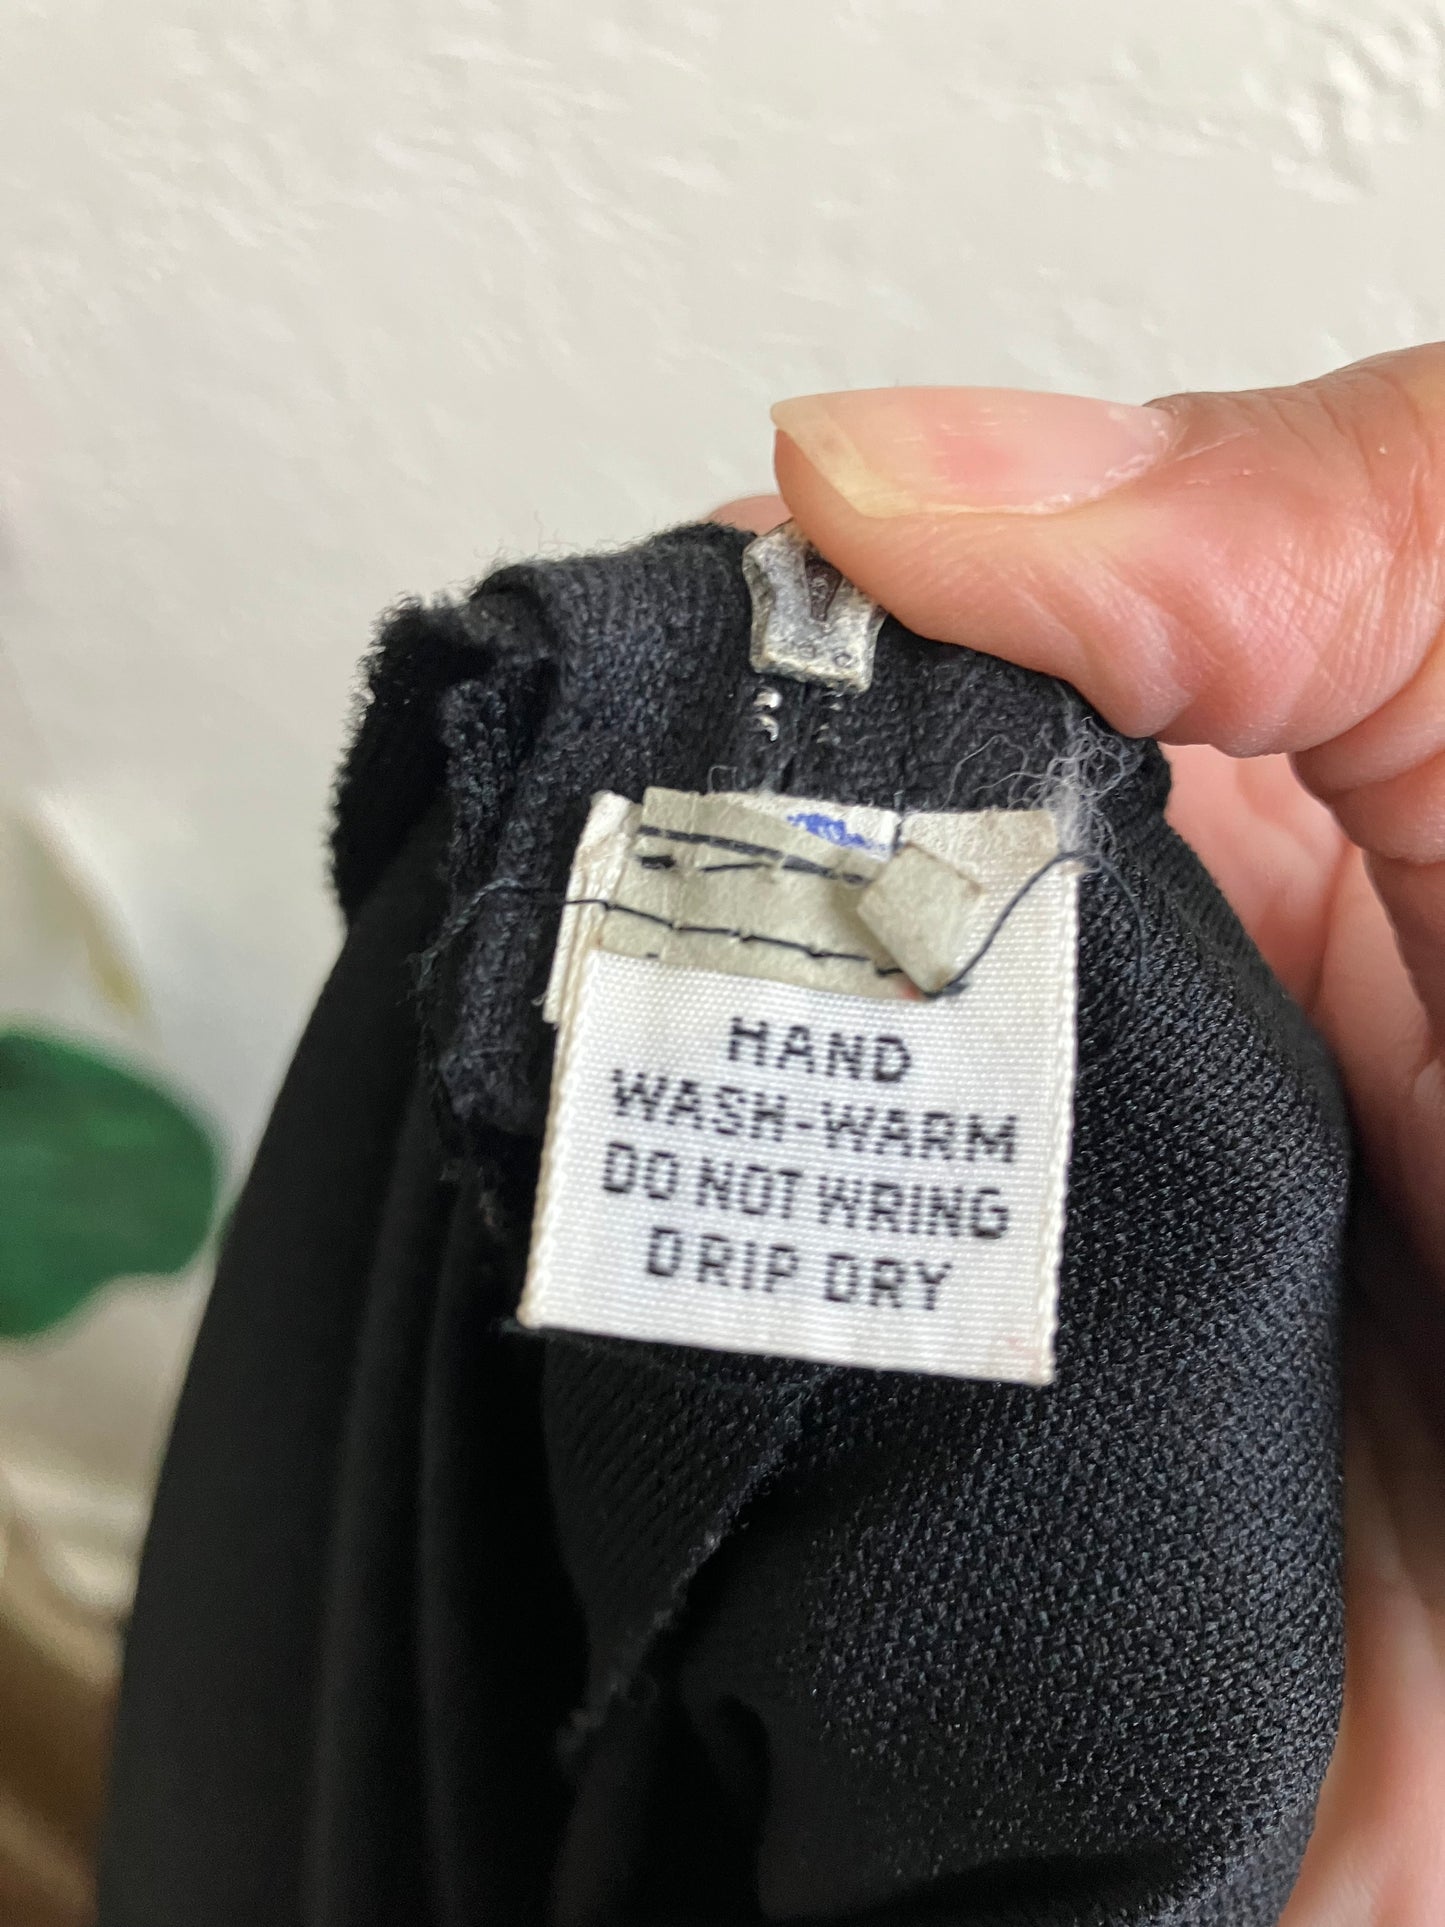 HAND
WASH-WARM
DO NOT WRING
DRIP DRY